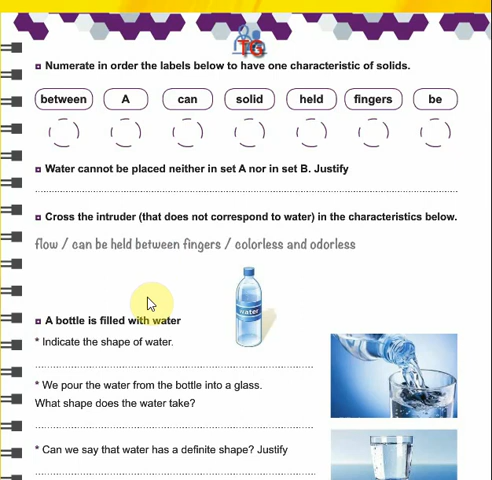 TG
Numerate in order the labels below to have one characteristic of solids.
between A can solid held fingers be
Water cannot be placed neither in set A nor in set B. Justify
Cross the intruder (that does not correspond to water) in the characteristics below.
flow / can be held between fingers / colorless and odorless
water
A bottle is filled with water
* Indicate the shape of water.
* We pour the water from the bottle into a glass.
What shape does the water take?
* Can we say that water has a definite shape? Justify